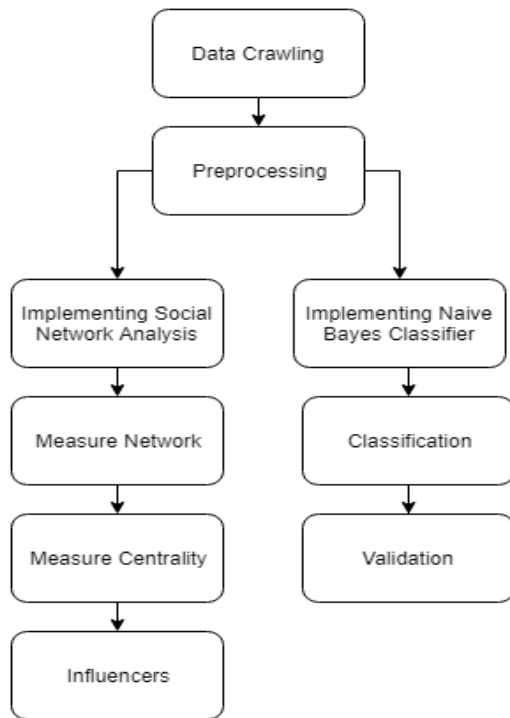 Data Crawling
Preprocessing
Implementing Social
Network Analysis
Implementing Naive
Bayes Classifier
Measure Network
Classification
Measure Centrality
Validation
Influencers